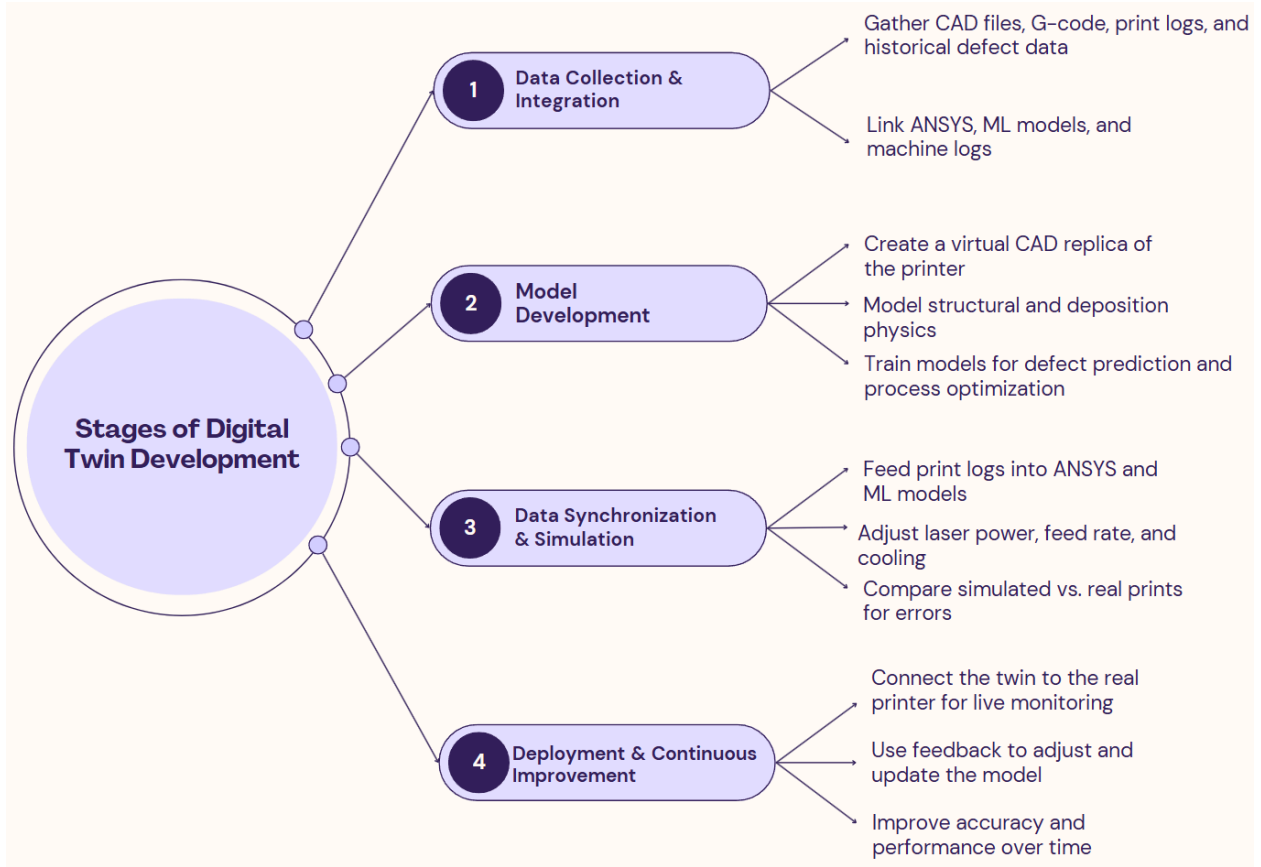 Stages of Digital
Twin Development
1
Data Collection &
Integration
Gather CAD files, G-code, print logs, and
historical defect data
Link ANSYS, ML models, and
machine logs
2
Model
Development
Create a virtual CAD replica of
the printer
Model structural and deposition
physics
Train models for defect prediction and
process optimization
3
Data Synchronization
& Simulation
Feed print logs into ANSYS and
ML models
Adjust laser power, feed rate, and
cooling
Compare simulated vs. real prints
for errors
4
Deployment & Continuous
Improvement
Connect the twin to the real
printer for live monitoring
Use feedback to adjust and
update the model
Improve accuracy and
performance over time